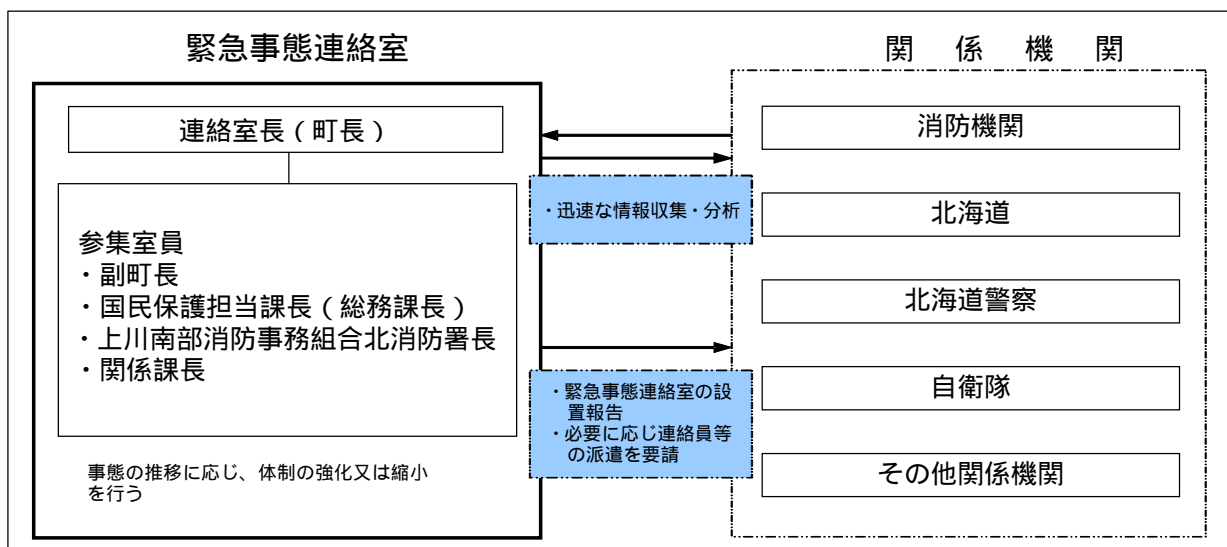 緊急事態連絡室
連絡室長（町長）
参集室員
・副町長
・国民保護担当課長（総務課長）
・上川南部消防事務組合北消防署長
・関係課長
事態の推移に応じ、体制の強化又は縮小
を行う
・迅速な情報収集・分析
・緊急事態連絡室の設
置報告
・必要に応じ連絡員等
の派遣を要請
関係機関
消防機関
北海道
北海道警察
自衛隊
その他関係機関